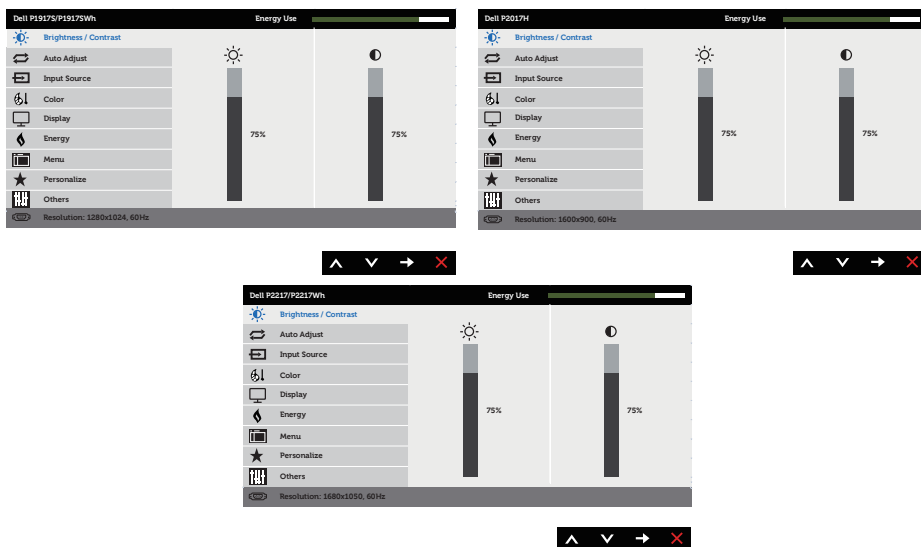 Dell P1917S/P1917SWh Energy Use
Brightness / Contrast
Auto Adjust
Input Source
Color
Display
Energy
Menu
Personalize
Others
75% 75%
Resolution: 1280x1024, 60Hz
Dell P2017H Energy Use
Brightness / Contrast
Auto Adjust
Input Source
Color
Display
Energy
Menu
Personalize
Others
75% 75%
Resolution: 1600x900, 60Hz
Dell P2217/P2217Wh Energy Use
Brightness / Contrast
Auto Adjust
Input Source
Color
Display
Energy
Menu
Personalize
Others
75% 75%
Resolution: 1680x1050, 60Hz